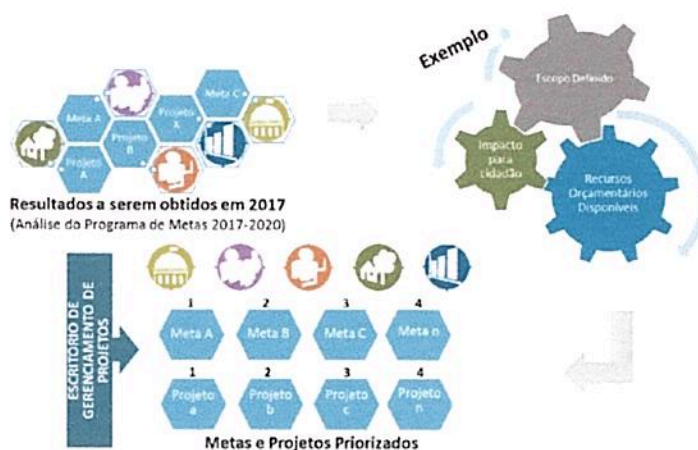 Exemplo
Escopo Definido
Impacto
para
cidadão
Recursos
Orçamentários
Disponíveis
Meta A
Projeto
A
Projeto
B
Projeto
A
Meta C
Resultados a serem obtidos em 2017
(Análise do Programa de Metas 2017-2020)
ESCRITÓRIO DE
GERENCIAMENTO DE
PROJETOS
1 2 3 4
Meta A Meta B Meta C Meta n
1 2 3 4
Projeto Projeto Projeto Projeto
a b c n
Metas e Projetos Priorizados